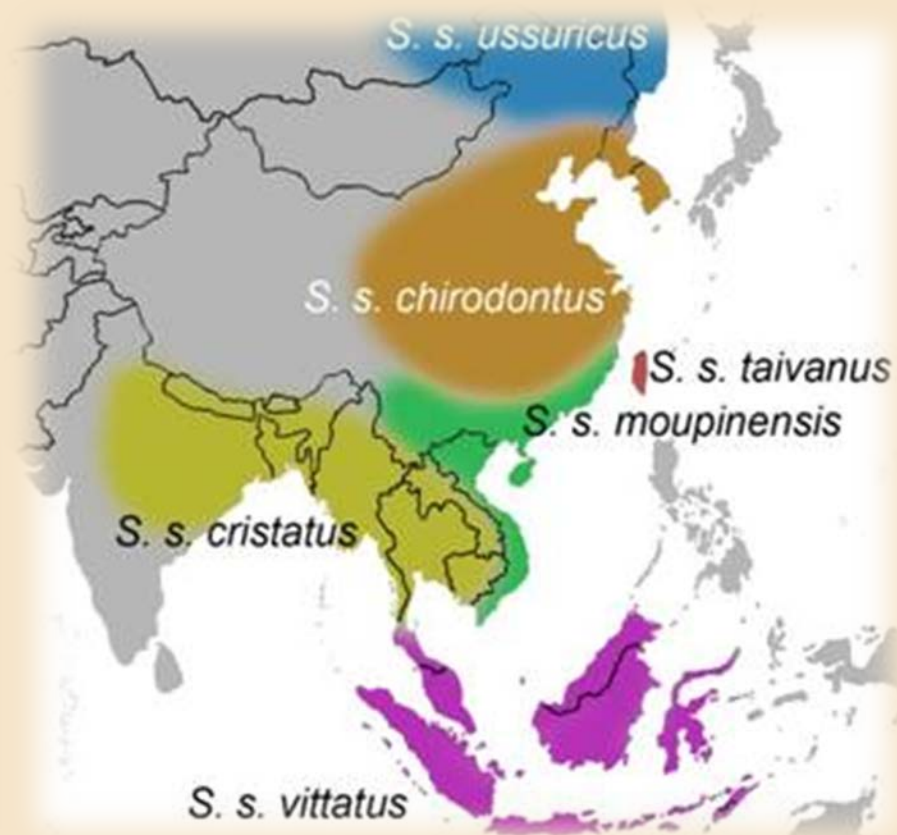 S. s. ussuricus
S. s. chirodontus
S. s. taivanus
S. s. moupinensis
S. s. cristatus
S. s. vittatus